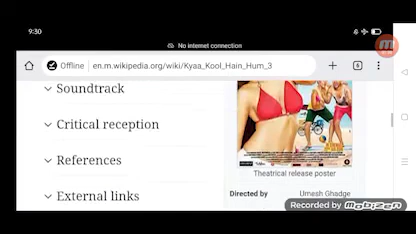 9:30
No internet connection
Offline
en.m.wikipedia.org/wiki/Kyaa_Kool_Hain_Hum_3
6
Soundtrack
Critical reception
References
External links
Theatrical release poster
Directed by
Umesh Ghadge
Recorded by
MOBIZEN